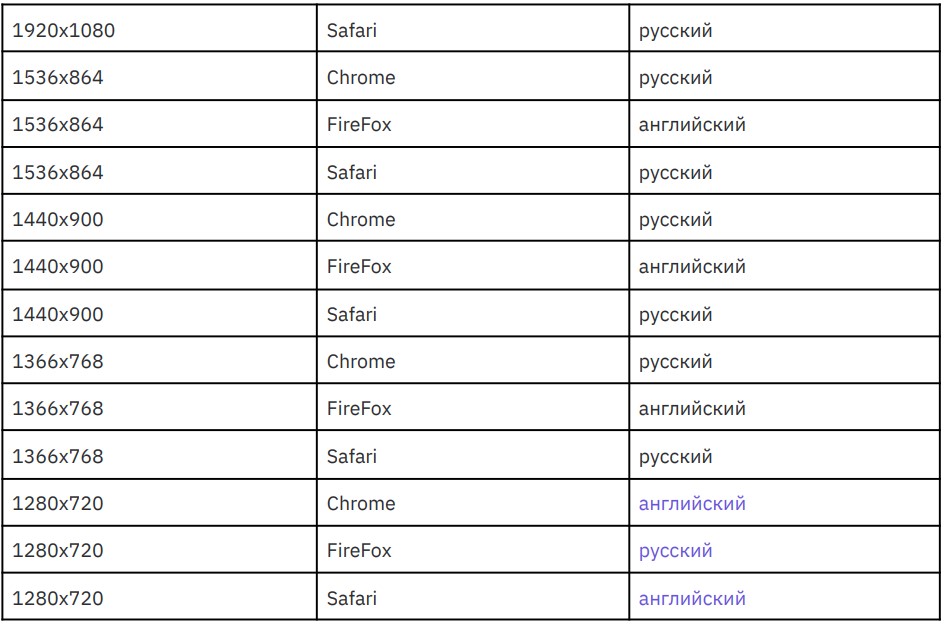 1920x1080 Safari русский
1536x864 Chrome русский
1536x864 FireFox английский
1536x864 Safari русский
1440x900 Chrome русский
1440x900 FireFox английский
1440x900 Safari русский
1366x768 Chrome русский
1366x768 FireFox английский
1366x768 Safari русский
1280x720 Chrome английский
1280x720 FireFox русский
1280x720 Safari английский